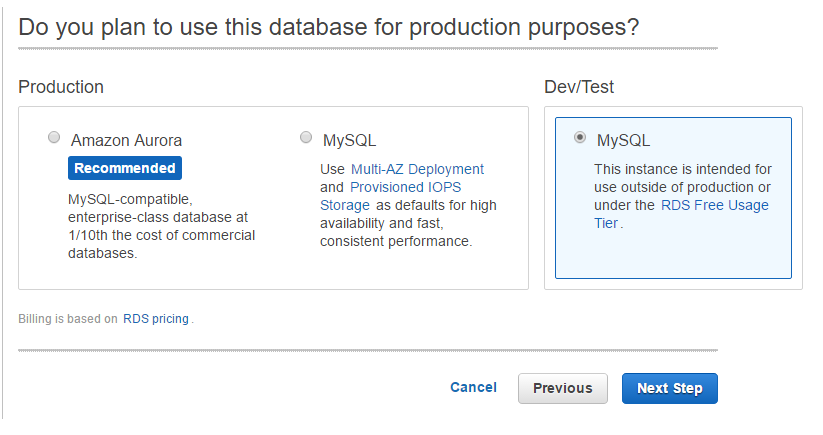 Do you plan to use this database for production purposes?
Production
Amazon Aurora
Recommended
MySQL-compatible,
enterprise-class database at
1/10th the cost of commercial
databases.
MySQL
Use Multi-AZ Deployment
and Provisioned IOPS
Storage as defaults for high
availability and fast,
consistent performance.
Dev/Test
MySQL
This instance is intended for
use outside of production or
under the RDS Free Usage
Tier.
Billing is based on RDS pricing.
Cancel
Previous
Next Step